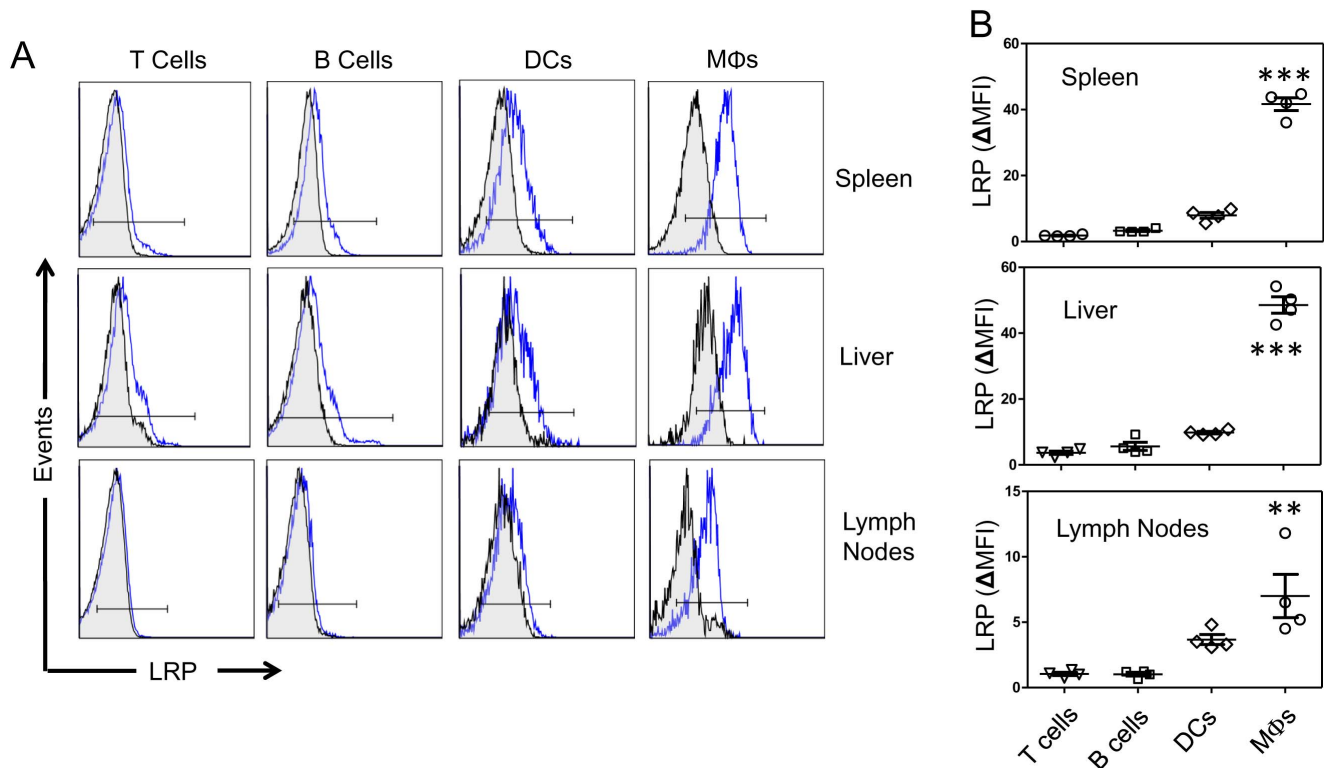 A
T Cells
B Cells
DCs
MΦs
Spleen
Liver
Lymph
Nodes
Events
LRP
B
LRP (ΔMFI)
60
40
20
0
Spleen
***
LRP (ΔMFI)
60
40
20
0
Liver
***
LRP (ΔMFI)
15
10
5
0
Lymph Nodes
**
T cells
B cells
DCs
MΦs